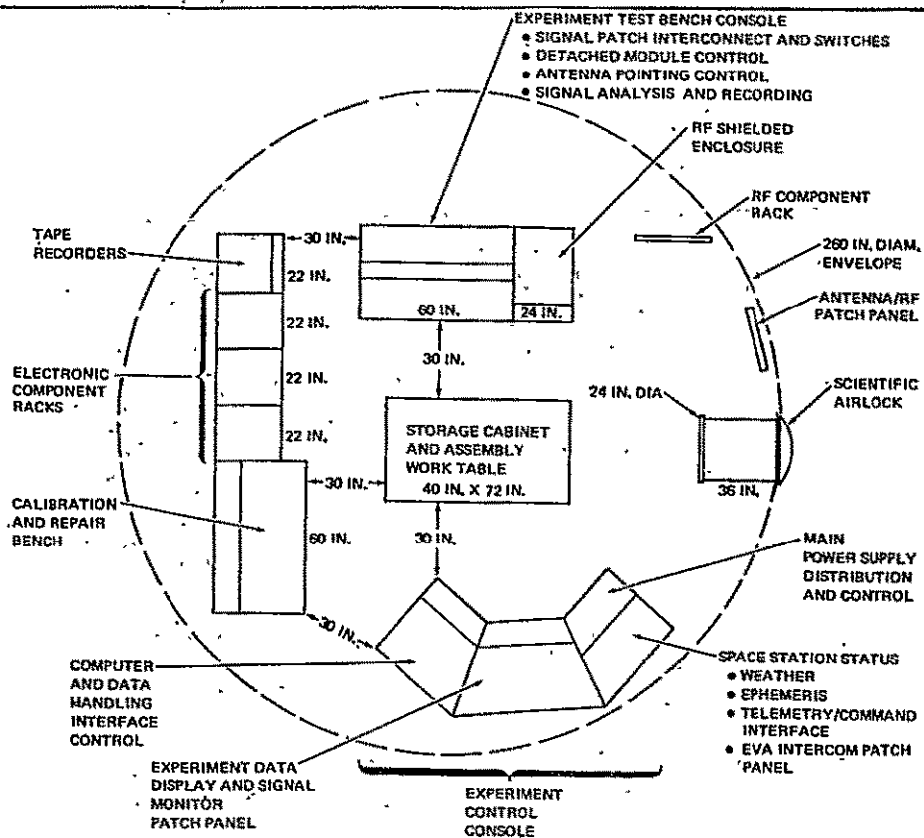 EXPERIMENT TEST BENCH CONSOLE
• SIGNAL PATCH INTERCONNECT AND SWITCHES
• DETACHED MODULE CONTROL
• ANTENNA POINTING CONTROL
• SIGNAL ANALYSIS AND RECORDING
RF SHIELDED
ENCLOSURE
RF COMPONENT
RACK
TAPE
RECORDERS
30 IN.
260 IN. DIAM.
ENVELOPE
22 IN.
60 IN.
24 IN.
ANTENNA/RF
PATCH PANEL
22 IN.
30 IN.
ELECTRONIC
COMPONENT
RACKS
22 IN.
24 IN. DIA
SCIENTIFIC
AIRLOCK
22 IN.
STORAGE CABINET
AND ASSEMBLY
WORK TABLE
40 IN. X 72 IN.
30 IN.
36 IN.
CALIBRATION
AND REPAIR
BENCH
60 IN.
30 IN.
MAIN
POWER SUPPLY
DISTRIBUTION
AND CONTROL
30 IN.
COMPUTER
AND DATA
HANDLING
INTERFACE
CONTROL
SPACE STATION STATUS
• WEATHER
• EPHEMERIS
• TELEMETRY/COMMAND
INTERFACE
• EVA INTERCOM PATCH
PANEL
EXPERIMENT DATA
DISPLAY AND SIGNAL
MONITOR
PATCH PANEL
EXPERIMENT
CONTROL
CONSOLE